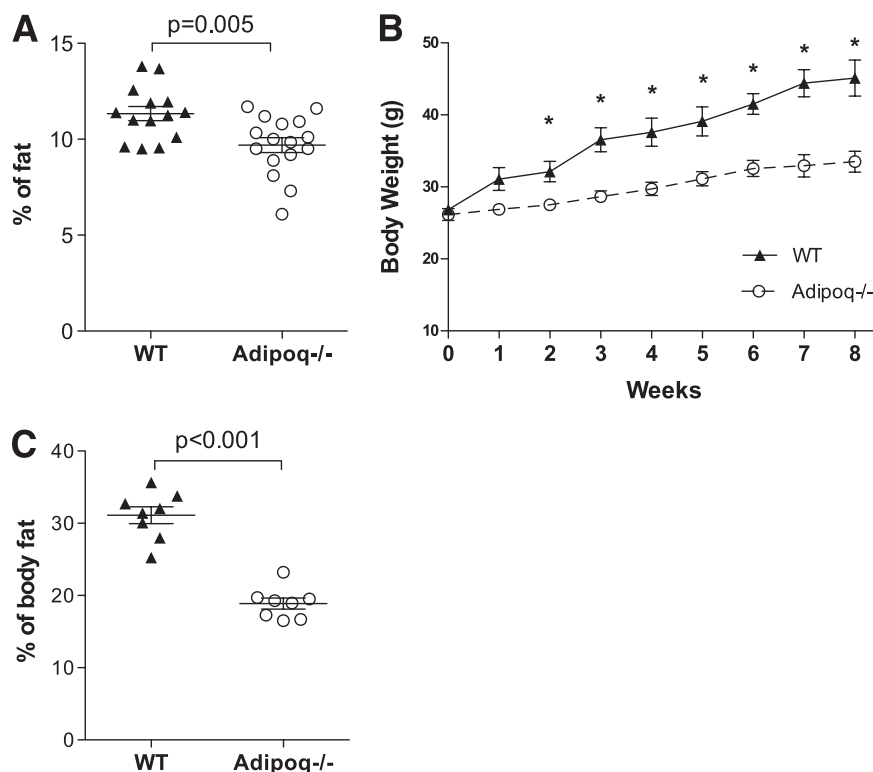 A
p=0.005
15
10
5
0
% of fat
WT
Adipoq-/-
B
50
40
30
20
10
Body Weight (g)
* * * * * * *
WT
Adipoq-/-
0 1 2 3 4 5 6 7 8
Weeks
C
p<0.001
40
30
20
10
0
% of body fat
WT
Adipoq-/-